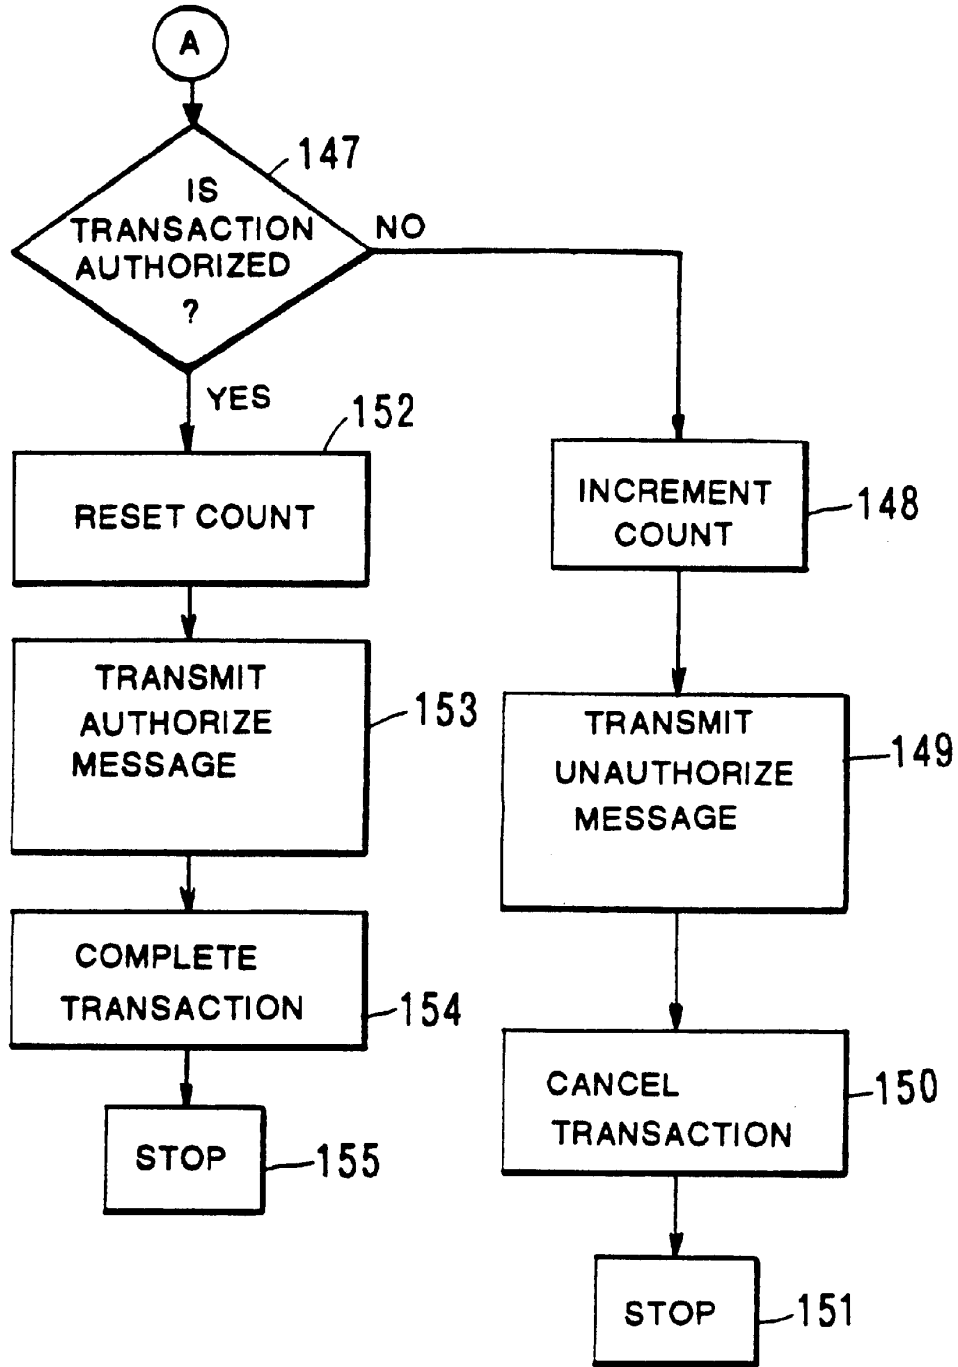 A
147
IS
TRANSACTION
AUTHORIZED
?
NO
YES
152
RESET COUNT
INCREMENT
COUNT
148
TRANSMIT
AUTHORIZE
MESSAGE
153
TRANSMIT
UNAUTHORIZE
MESSAGE
149
COMPLETE
TRANSACTION
154
CANCEL
TRANSACTION
150
STOP
155
STOP
151